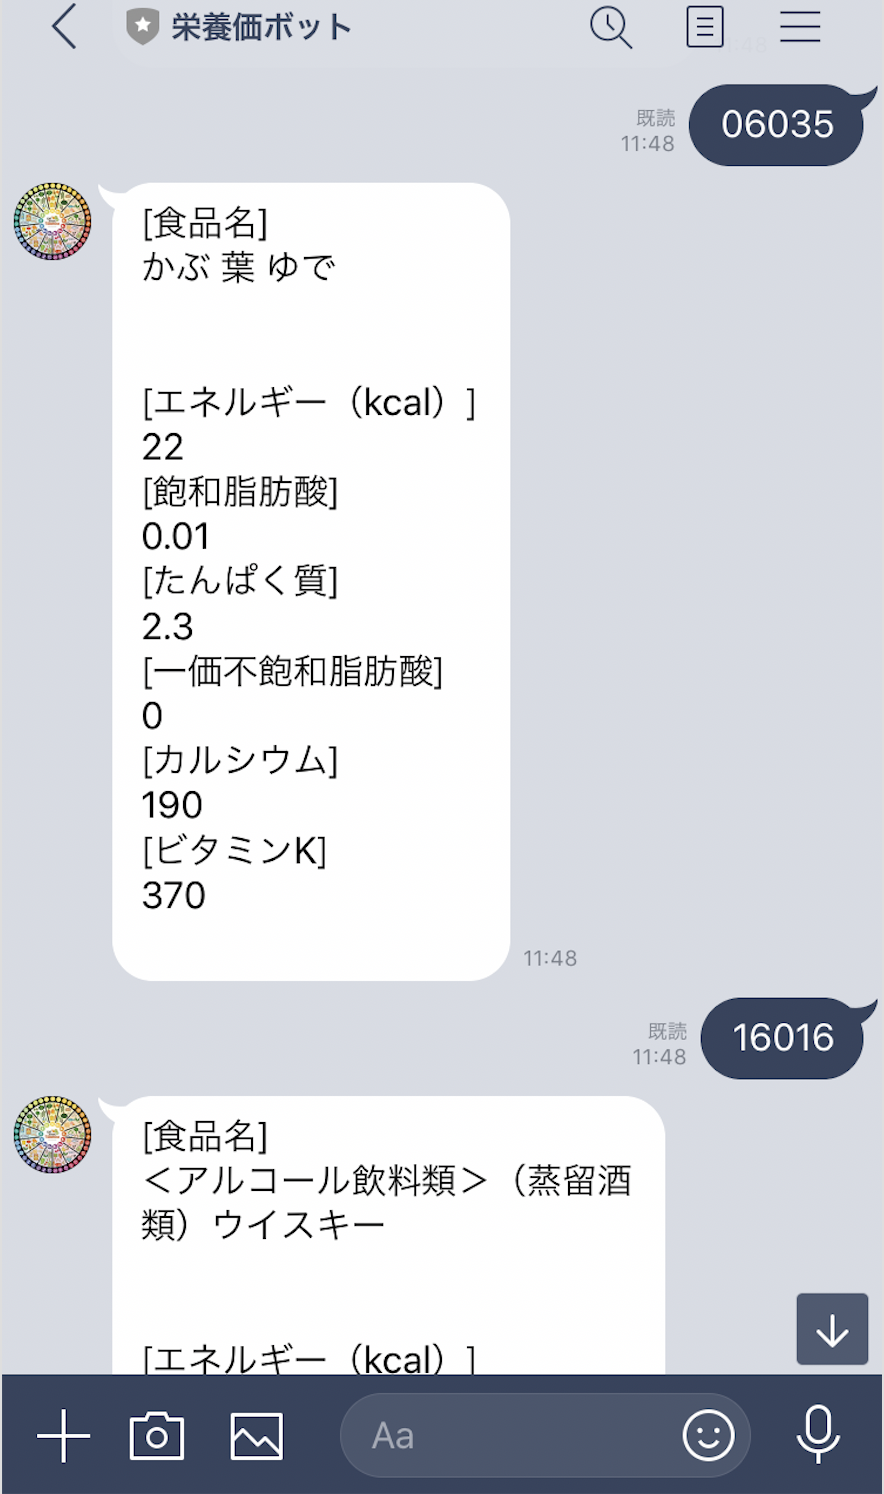 栄養価ボット
既読
11:48
06035
[食品名]
かぶ 葉 ゆで
[エネルギー（kcal）]
22
[飽和脂肪酸]
0.01
[たんぱく質]
2.3
[一価不飽和脂肪酸]
0
[カルシウム]
190
[ビタミンK]
370
11:48
既読
11:48
16016
[食品名]
＜アルコール飲料類＞（蒸留酒
類）ウイスキー
[エネルギー（kcal）]
Aa